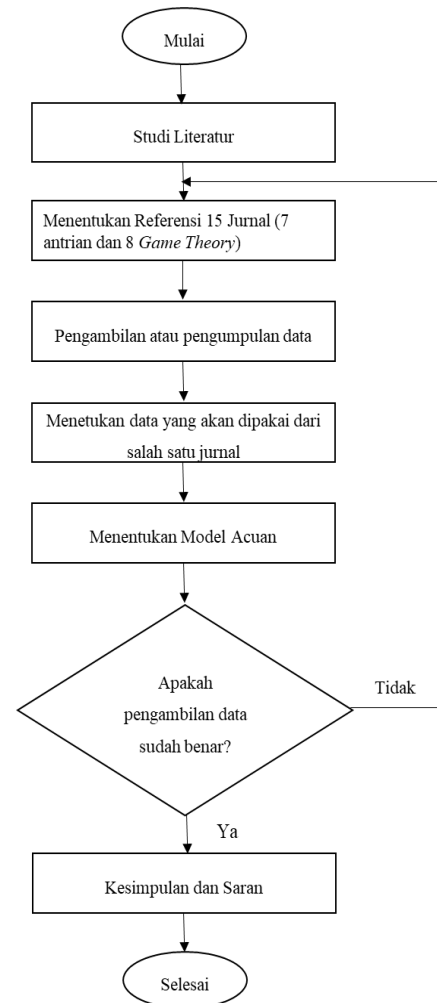 Mulai
Studi Literatur
Menentukan Referensi 15 Jurnal (7
antrian dan 8 Game Theory)
Pengambilan atau pengumpulan data
Menetukan data yang akan dipakai dari
salah satu jurnal
Menentukan Model Acuan
Apakah
pengambilan data
sudah benar?
Tidak
Ya
Kesimpulan dan Saran
Selesai